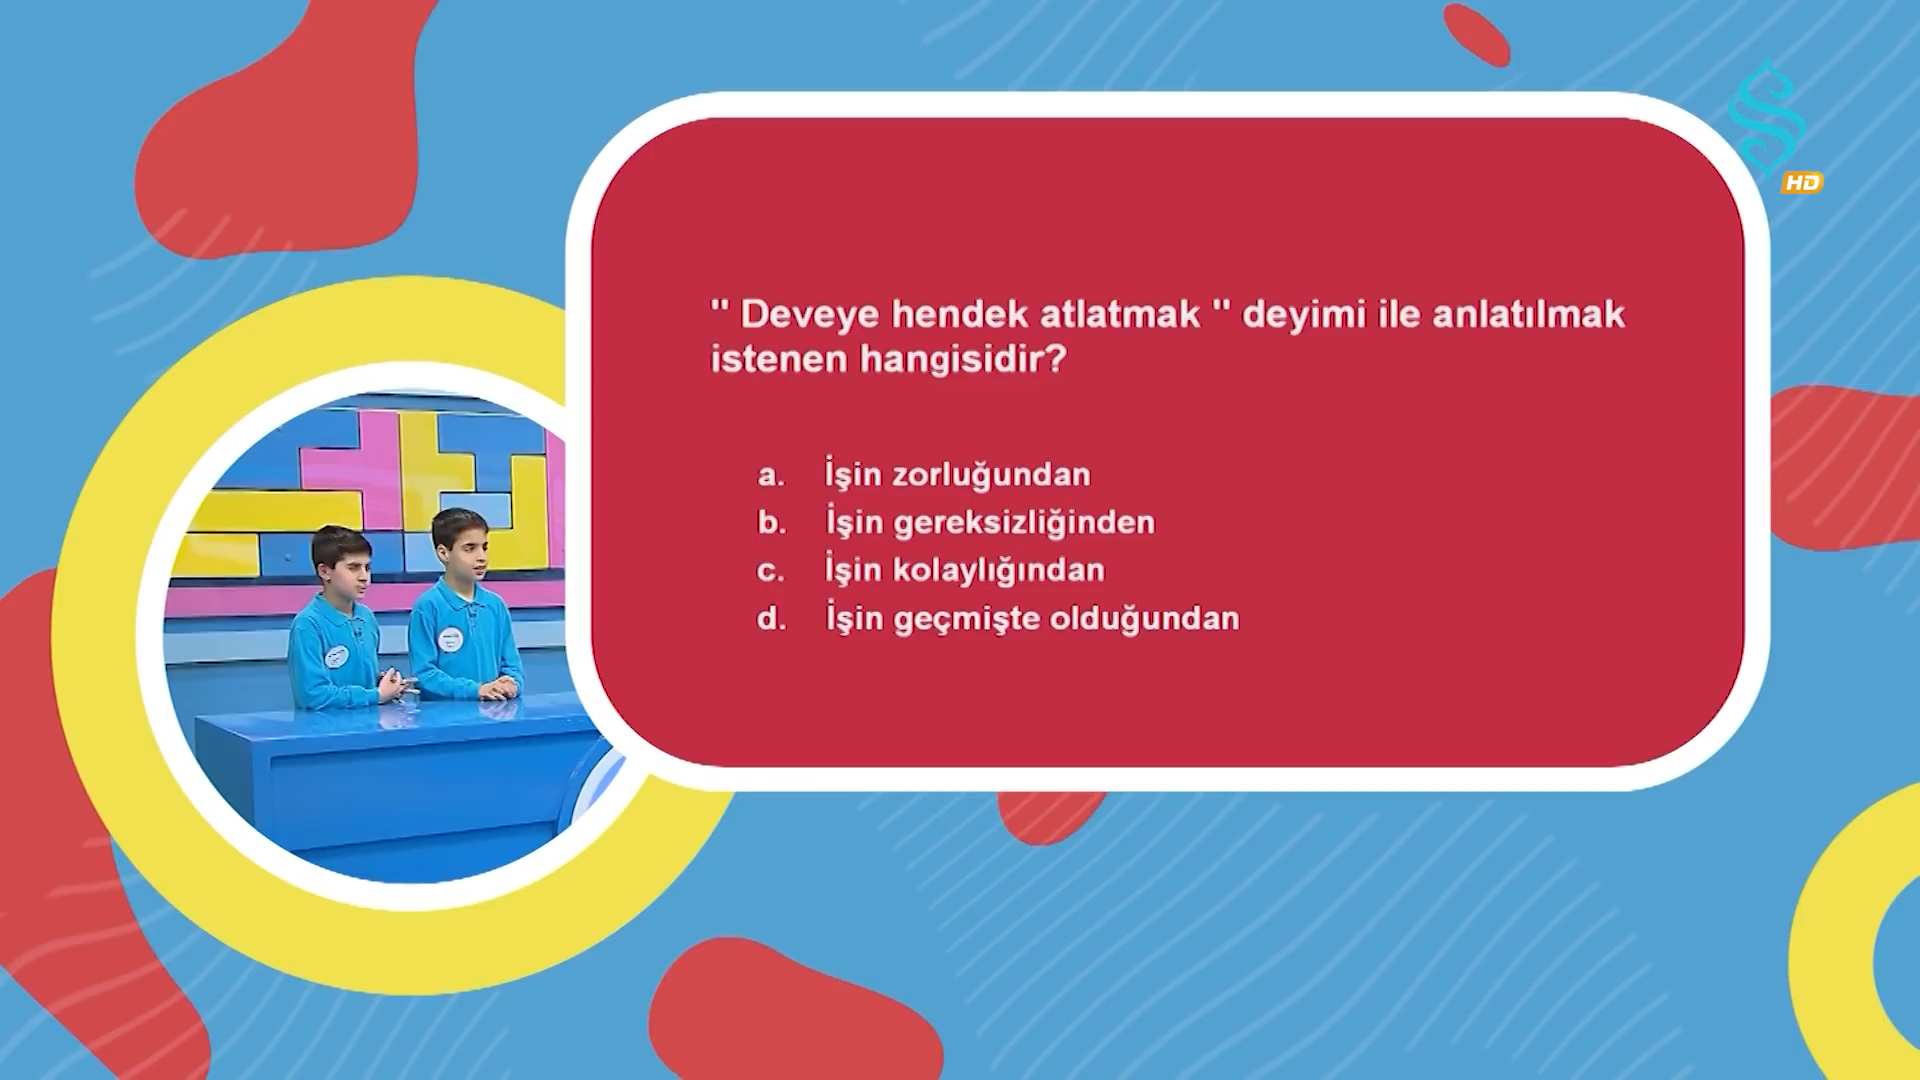 HD
" Deveye hendek atlatmak " deyimi ile anlatılmak
istenen hangisidir?
a. İşin zorluğundan
b. İşin gereksizliğinden
c. İşin kolaylığından
d. İşin geçmişte olduğundan